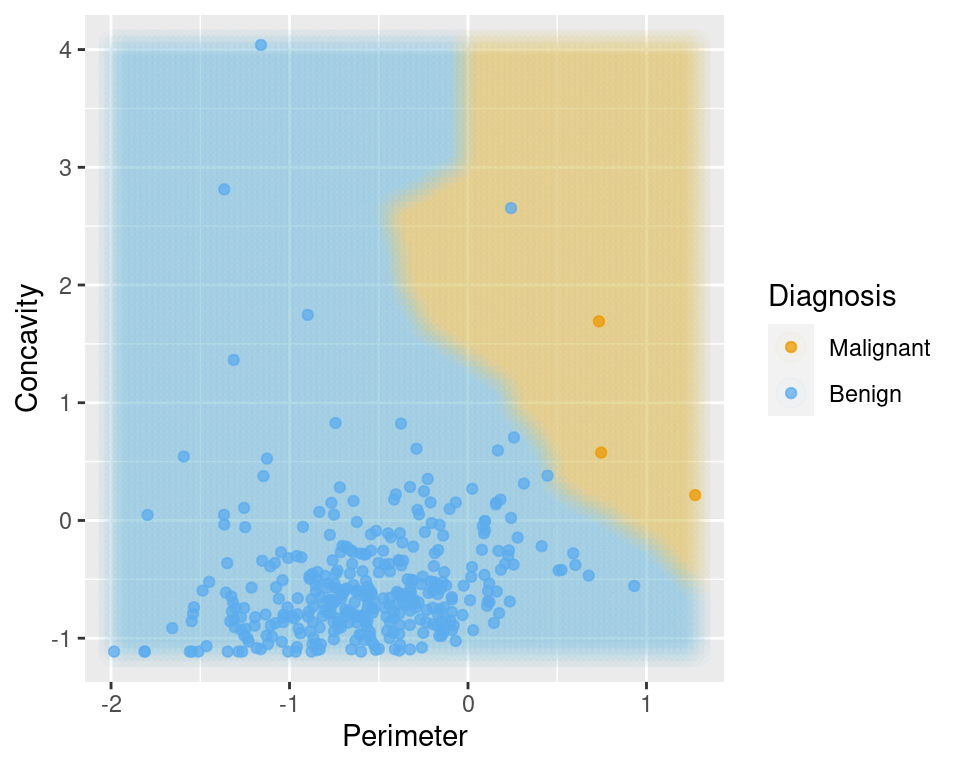 4
3
2
1
0
-1
-2 -1 0 1
Perimeter
Concavity
Diagnosis
Malignant
Benign